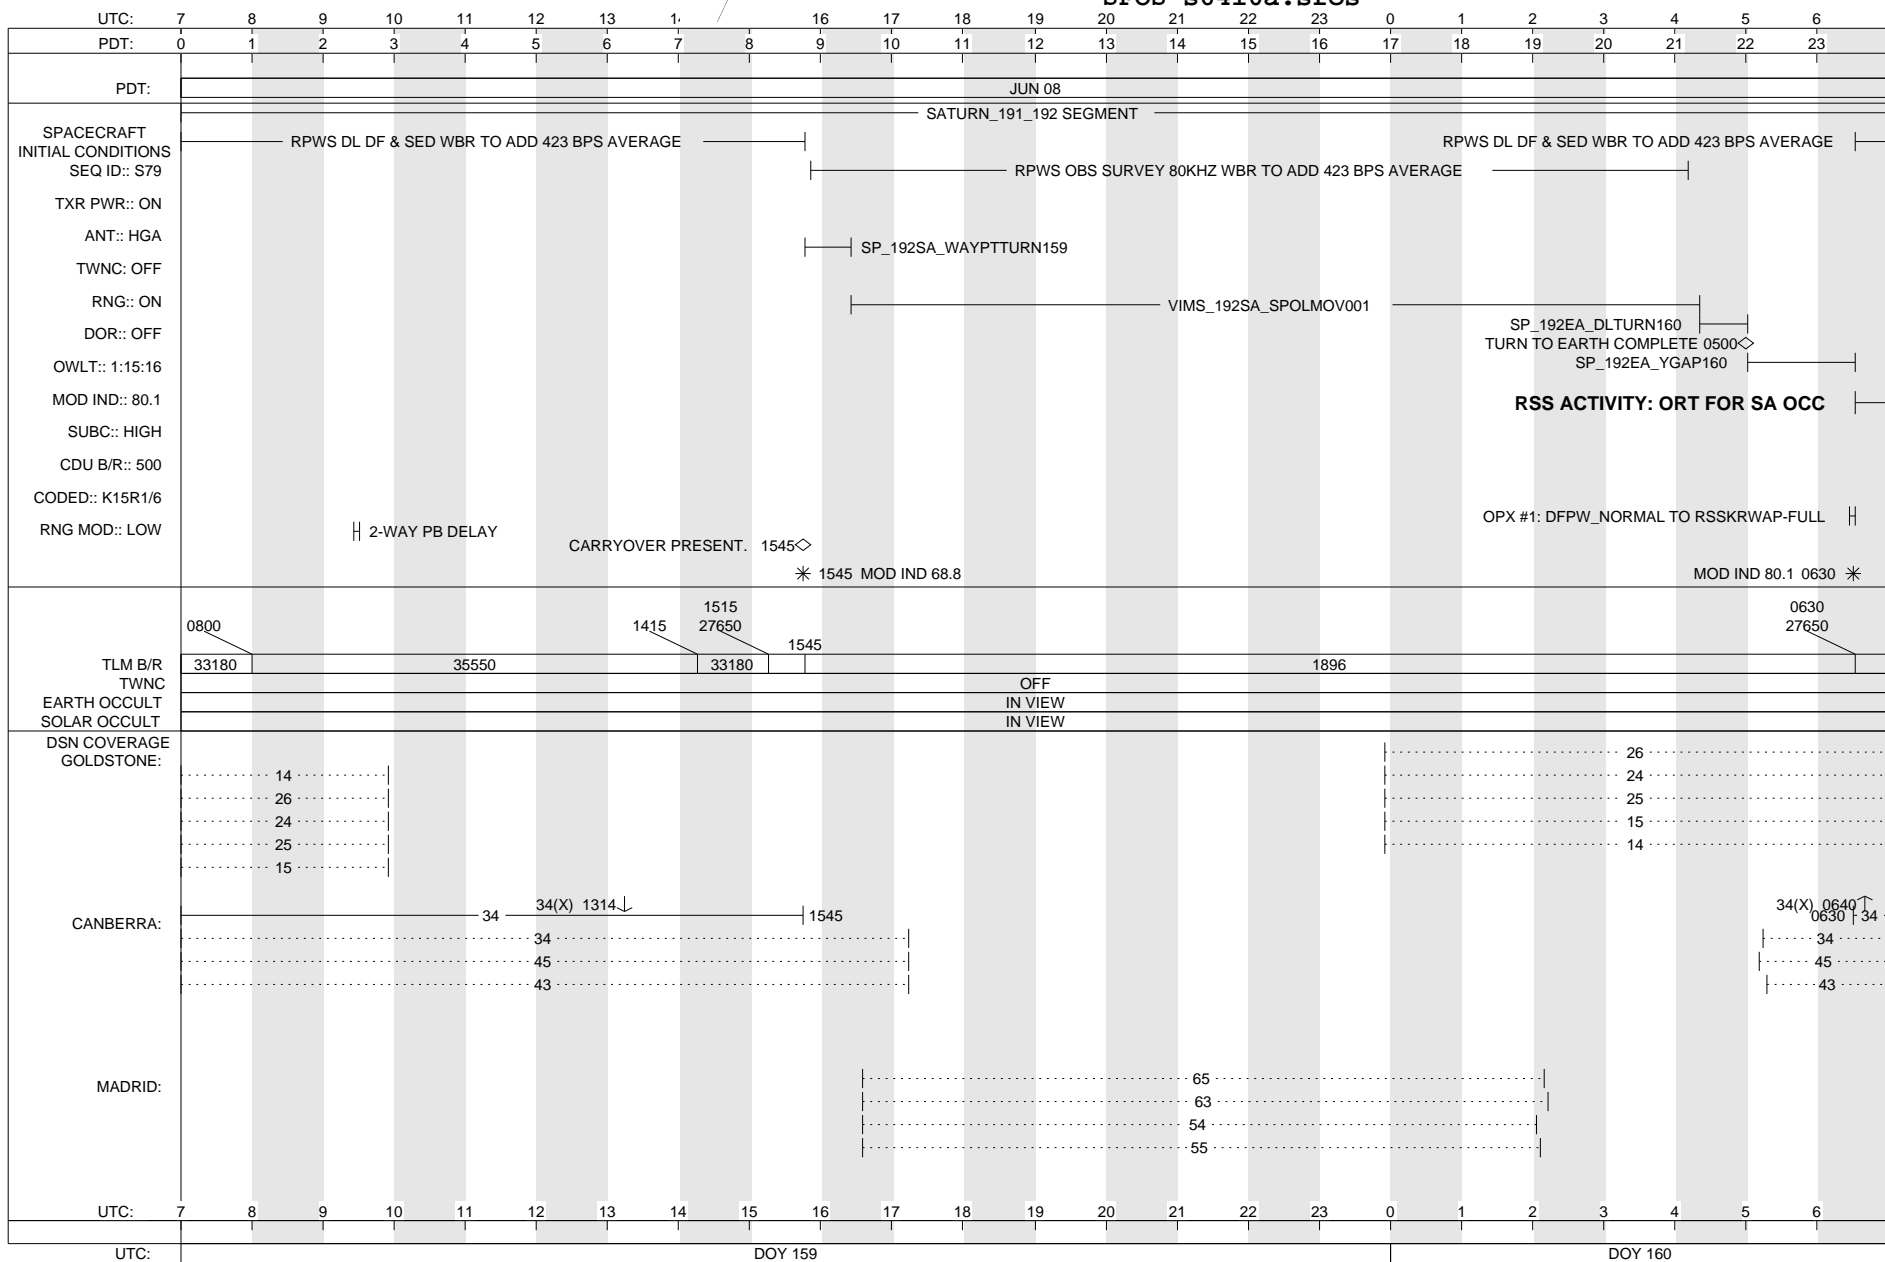 SFOS s0410a.sfos
UTC: 7 8 9 10 11 12 13 14 16 17 18 19 20 21 22 23 0 1 2 3 4 5 6
PDT: 0 1 2 3 4 5 6 7 8 9 10 11 12 13 14 15 16 17 18 19 20 21 22 23
PDT: JUN 08
SATURN_191_192 SEGMENT
SPACECRAFT
INITIAL CONDITIONS
RPWS DL DF & SED WBR TO ADD 423 BPS AVERAGE RPWS DL DF & SED WBR TO ADD 423 BPS AVERAGE
SEQ ID:: S79 RPWS OBS SURVEY 80KHZ WBR TO ADD 423 BPS AVERAGE
TXR PWR:: ON
ANT:: HGA SP_192SA_WAYPTTURN159
TWNC: OFF
RNG:: ON VIMS_192SA_SPOLMOV001
DOR:: OFF SP_192EA_DLTURN160
TURN TO EARTH COMPLETE 0500
OWLT:: 1:15:16 SP_192EA_YGAP160
MOD IND:: 80.1 RSS ACTIVITY: ORT FOR SA OCC
SUBC:: HIGH
CDU B/R:: 500
CODED:: K15R1/6
OPX #1: DFPW_NORMAL TO RSSKRWAP-FULL
RNG MOD:: LOW 2-WAY PB DELAY
CARRYOVER PRESENT. 1545
1545 MOD IND 68.8 MOD IND 80.1 0630
1515 0630
0800 1415 27650 27650
1545
TLM B/R 33180 35550 33180 1896
TWNC OFF
EARTH OCCULT IN VIEW
SOLAR OCCULT IN VIEW
DSN COVERAGE
GOLDSTONE: 26
14 24
26 25
24 15
25 14
15
34(X) 1314 34(X) 0640
CANBERRA: 34 1545 0630 34
34 34
45 45
43 43
MADRID: 65
63
54
55
UTC: 7 8 9 10 11 12 13 14 15 16 17 18 19 20 21 22 23 0 1 2 3 4 5 6
UTC: DOY 159 DOY 160